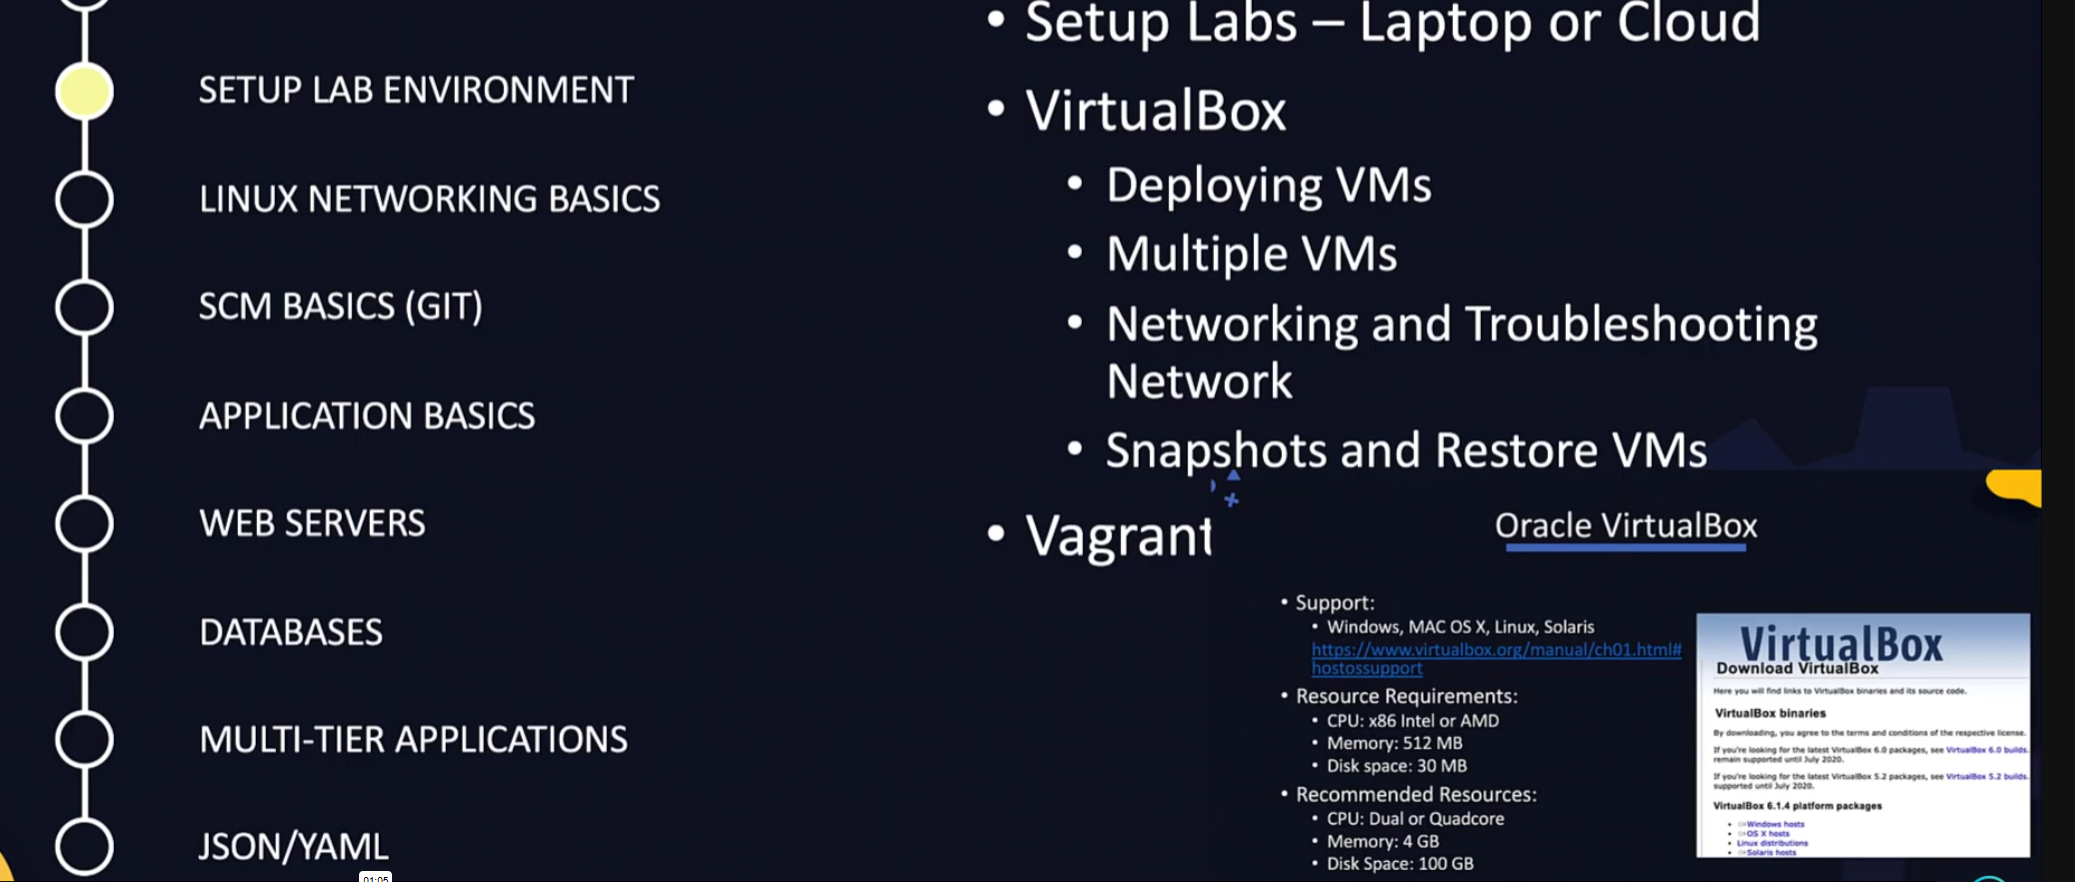 SETUP LAB ENVIRONMENT
LINUX NETWORKING BASICS
SCM BASICS (GIT)
APPLICATION BASICS
WEB SERVERS
DATABASES
MULTI-TIER APPLICATIONS
JSON/YAML
01:05
• Setup Labs – Laptop or Cloud
• VirtualBox
• Deploying VMs
• Multiple VMs
• Networking and Troubleshooting
Network
• Snapshots and Restore VMs
• Vagrant
Oracle VirtualBox
• Support:
• Windows, MAC OS X, Linux, Solaris
https://www.virtualbox.org/manual/ch01.html#
hostossupport
• Resource Requirements:
• CPU: x86 Intel or AMD
• Memory: 512 MB
• Disk space: 30 MB
• Recommended Resources:
• CPU: Dual or Quadcore
• Memory: 4 GB
• Disk Space: 100 GB
VirtualBox
Download VirtualBox
Here you will find links to VirtualBox binaries and its source code.
VirtualBox binaries
By downloading, you agree to the terms and conditions of the respective license.
If you're looking for the latest VirtualBox 6.0 packages, see VirtualBox 6.0 builds.
remain supported until July 2020.
If you're looking for the latest VirtualBox 5.2 packages, see VirtualBox 5.2 builds.
supported until July 2020.
VirtualBox 6.1.4 platform packages
• Windows hosts
• OS X hosts
• Linux distributions
• Solaris hosts